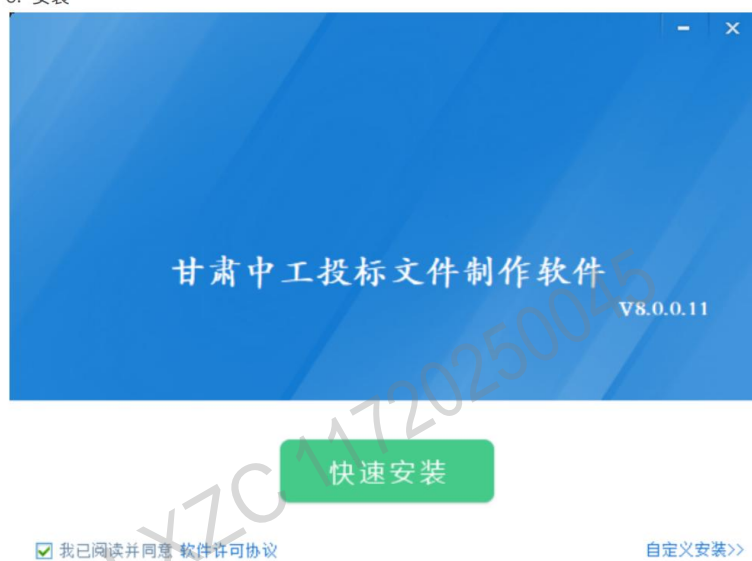 甘肃中工投标文件制作软件
V8.0.0.11
快速安装
我已阅读并同意 软件许可协议
自定义安装>>
XZC 11720250045